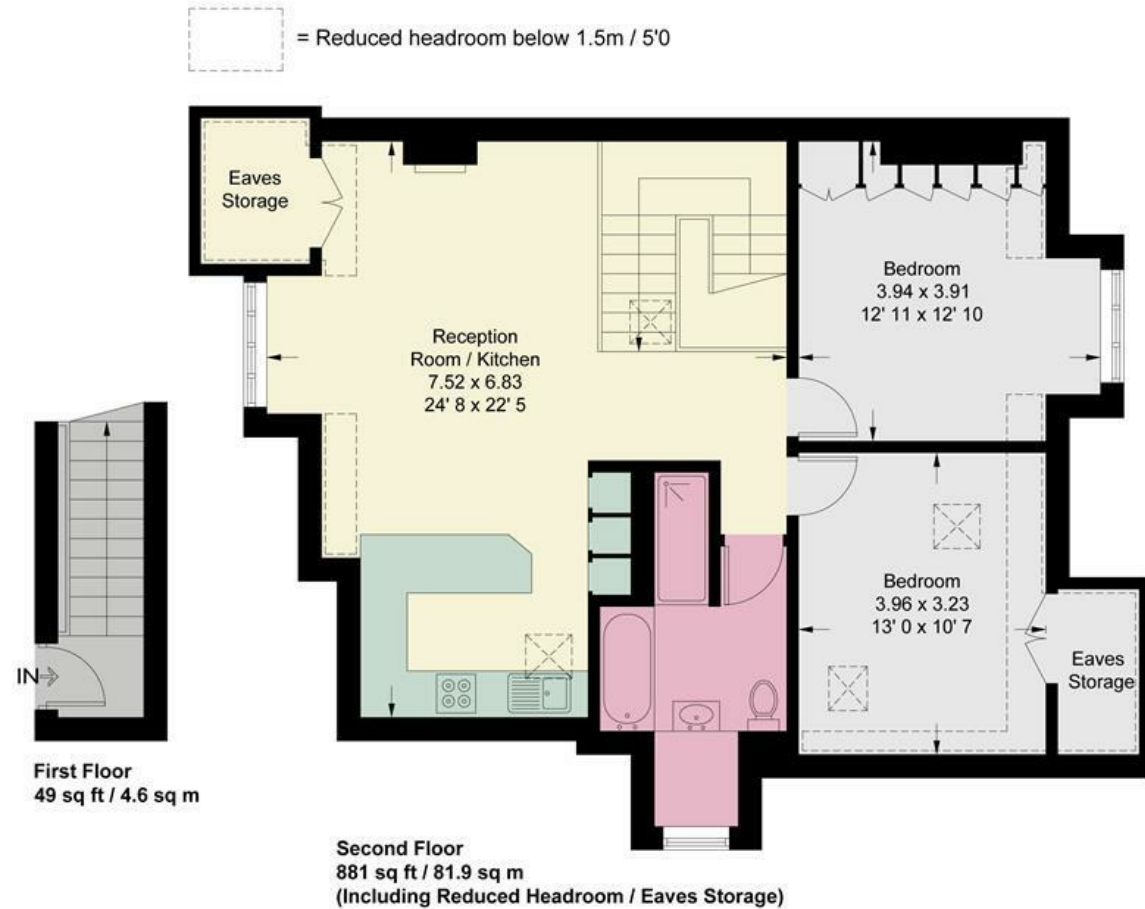 = Reduced headroom below 1.5m / 5'0
Eaves
Storage
Reception
Room / Kitchen
7.52 x 6.83
24' 8 x 22' 5
Bedroom
3.94 x 3.91
12' 11 x 12' 10
Bedroom
3.96 x 3.23
13' 0 x 10' 7
Eaves
Storage
IN
First Floor
49 sq ft / 4.6 sq m
Second Floor
881 sq ft / 81.9 sq m
(Including Reduced Headroom / Eaves Storage)